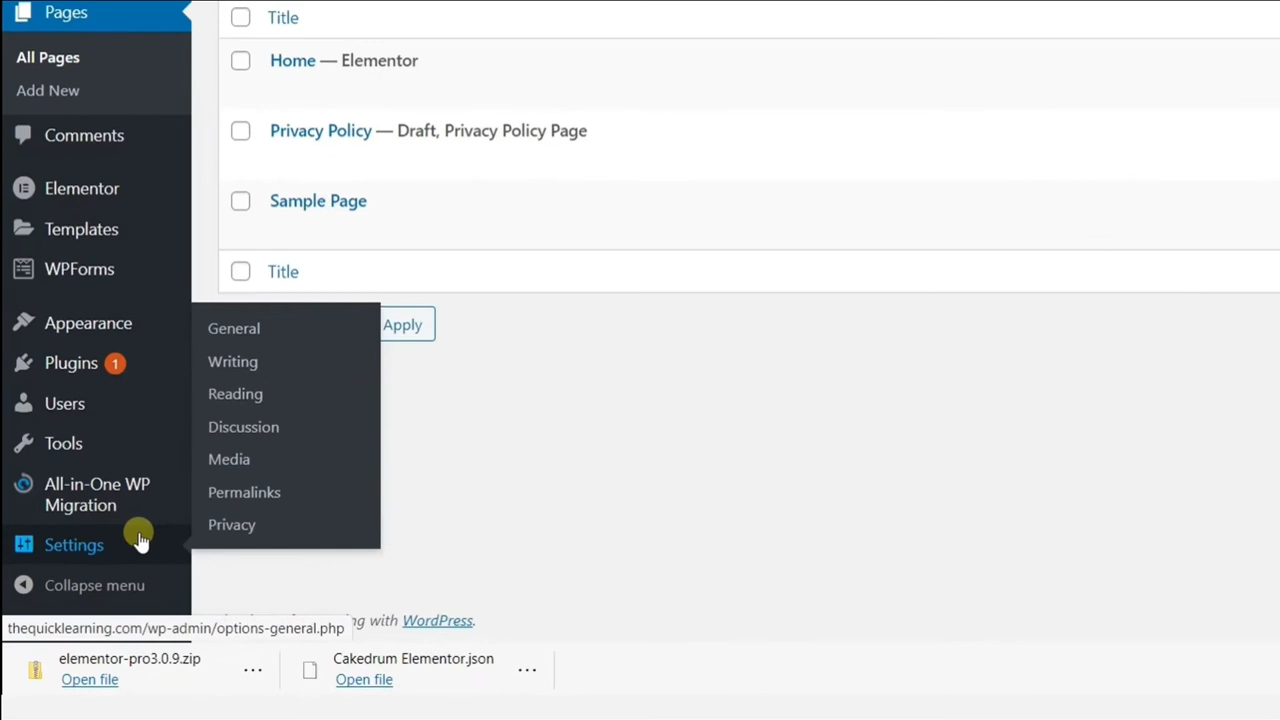 Pages
All Pages
Add New
Comments
Elementor
Templates
WPForms
Appearance
Plugins 1
Users
Tools
All-in-One WP
Migration
Settings
Collapse menu
Title
Home — Elementor
Privacy Policy — Draft, Privacy Policy Page
Sample Page
Title
Apply
General
Writing
Reading
Discussion
Media
Permalinks
Privacy
with WordPress.
thequicklearning.com/wp-admin/options-general.php
elementor-pro3.0.9.zip
Open file
Cakedrum Elementor.json
Open file